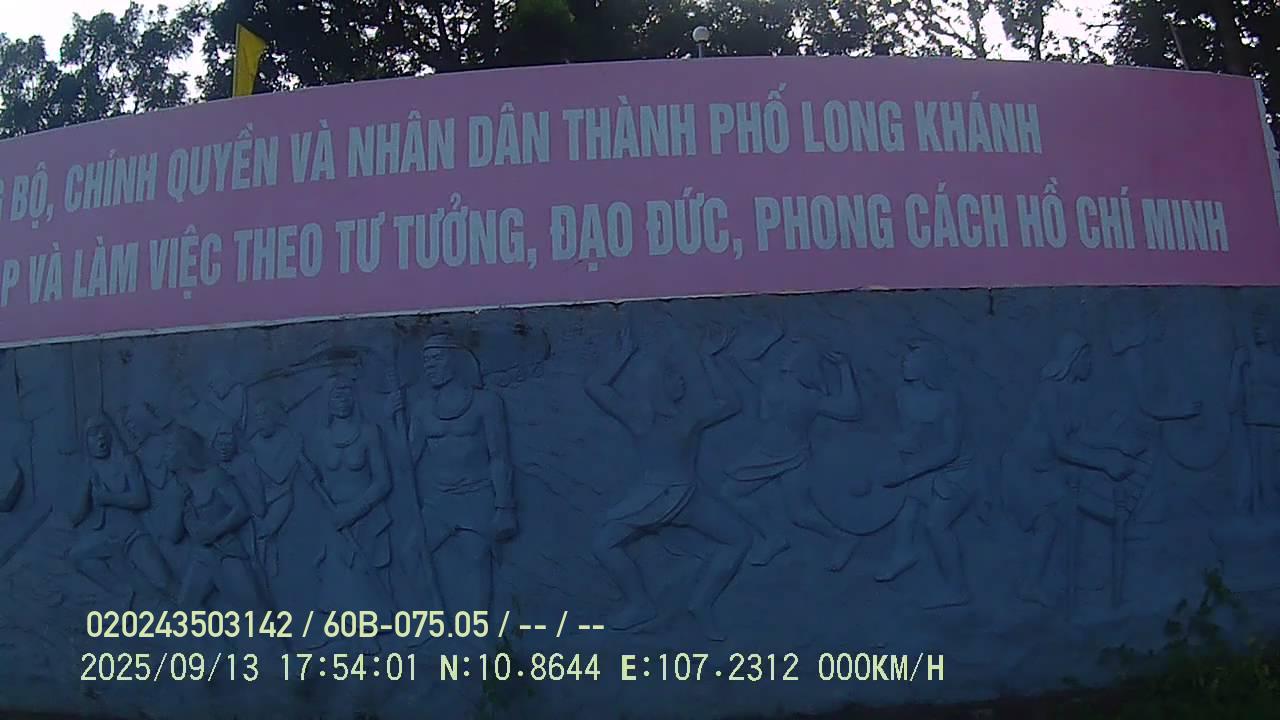 BỘ, CHÍNH QUYỀN VÀ NHÂN DÂN THÀNH PHỐ LONG KHÁNH
P VÀ LÀM VIỆC THEO TƯ TƯỞNG, ĐẠO ĐỨC, PHONG CÁCH HỒ CHÍ MINH
020243503142 / 60B-075.05 / -- / --
2025/09/13 17:54:01 N:10.8644 E:107.2312 000KM/H